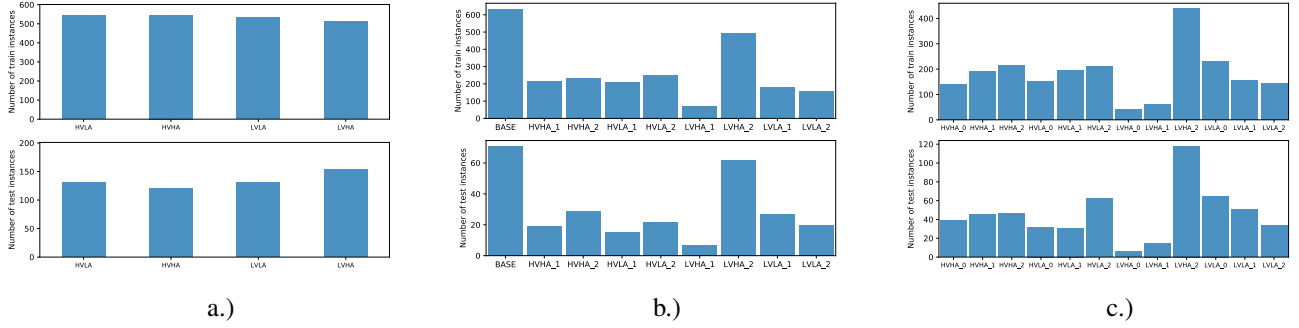 Number of train instances
600
500
400
300
200
100
0
HVLA HVHA LVLA LVHA
Number of test instances
200
150
100
50
0
HVLA HVHA LVLA LVHA
a.)
Number of train instances
600
500
400
300
200
100
0
BASE HVHA_1 HVHA_2 HVLA_1 HVLA_2 LVHA_1 LVHA_2 LVLA_1 LVLA_2
Number of test instances
60
40
20
0
BASE HVHA_1 HVHA_2 HVLA_1 HVLA_2 LVHA_1 LVHA_2 LVLA_1 LVLA_2
b.)
Number of train instances
400
300
200
100
0
HVHA_0 HVHA_1 HVHA_2 HVLA_0 HVLA_1 HVLA_2 LVHA_0 LVHA_1 LVHA_2 LVLA_0 LVLA_1 LVLA_2
Number of test instances
120
100
80
60
40
20
0
HVHA_0 HVHA_1 HVHA_2 HVLA_0 HVLA_1 HVLA_2 LVHA_0 LVHA_1 LVHA_2 LVLA_0 LVLA_1 LVLA_2
c.)